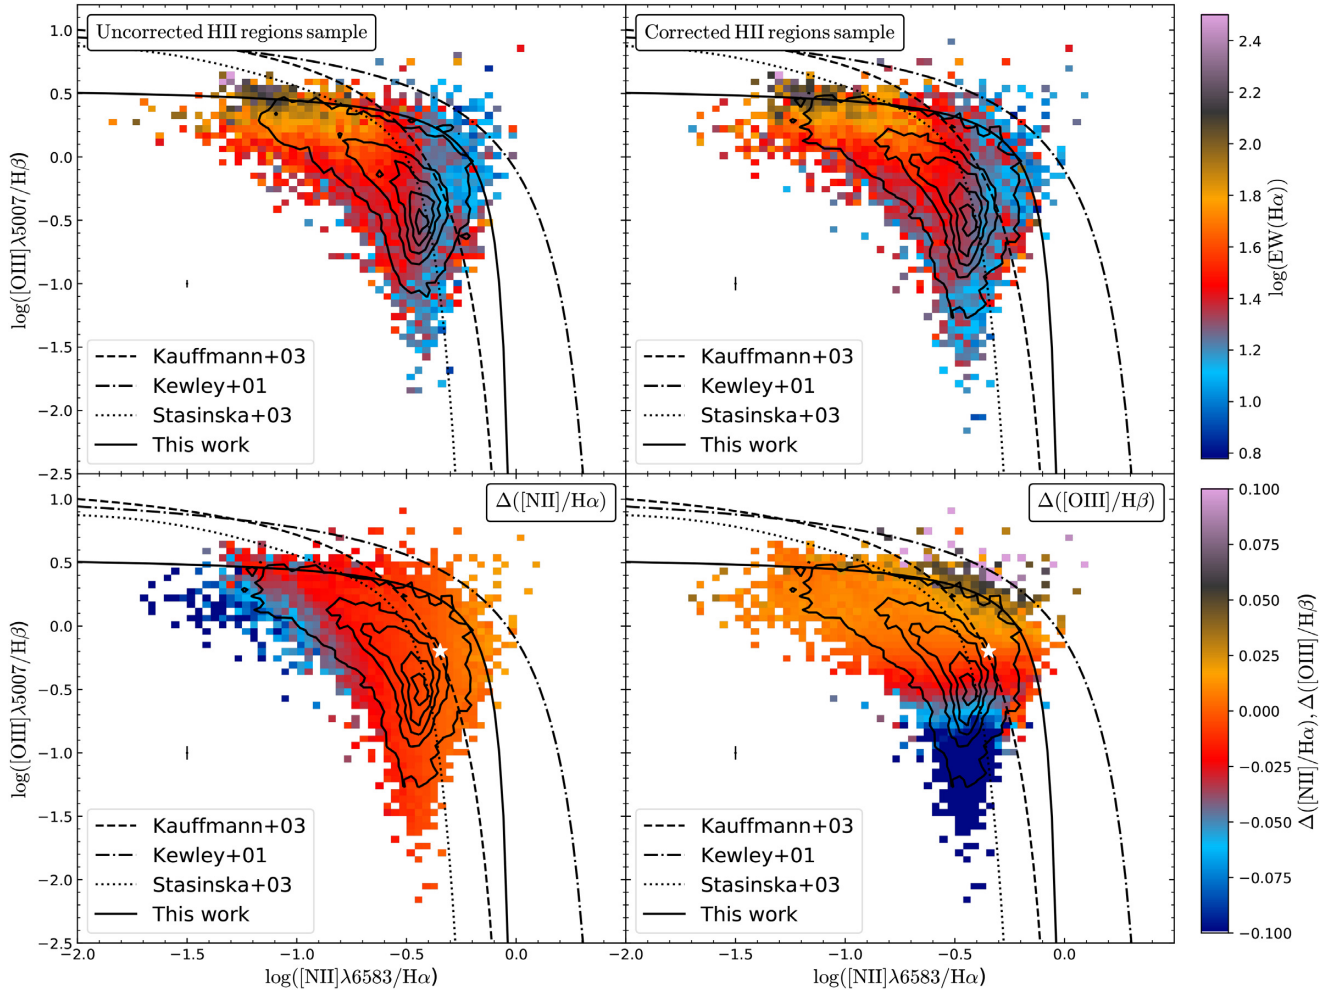 Uncorrected HII regions sample
Corrected HII regions sample
1.0
0.5
0.0
−0.5
−1.0
−1.5
−2.0
−2.5
log([OIII]λ5007/Hβ)
Kauffmann+03
Kewley+01
Stasinska+03
This work
Kauffmann+03
Kewley+01
Stasinska+03
This work
2.4
2.2
2.0
1.8
1.6
1.4
1.2
1.0
0.8
log(EW(Hα))
Δ([NII]/Hα)
Δ([OIII]/Hβ)
1.0
0.5
0.0
−0.5
−1.0
−1.5
−2.0
−2.5
log([OIII]λ5007/Hβ)
Kauffmann+03
Kewley+01
Stasinska+03
This work
Kauffmann+03
Kewley+01
Stasinska+03
This work
−2.0
−1.5
−1.0
−0.5
0.0
−2.0
−1.5
−1.0
−0.5
0.0
log([NII]λ6583/Hα)
log([NII]λ6583/Hα)
0.100
0.075
0.050
0.025
0.000
−0.025
−0.050
−0.075
−0.100
Δ([NII]/Hα), Δ([OIII]/Hβ)